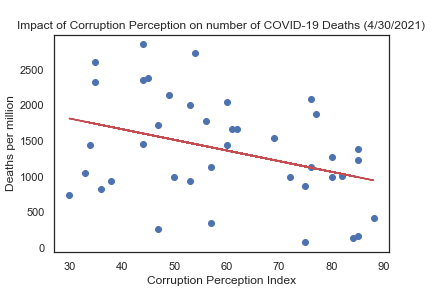 Impact of Corruption Perception on number of COVID-19 Deaths (4/30/2021)
Deaths per million
2500
2000
1500
1000
500
0
30 40 50 60 70 80 90
Corruption Perception Index